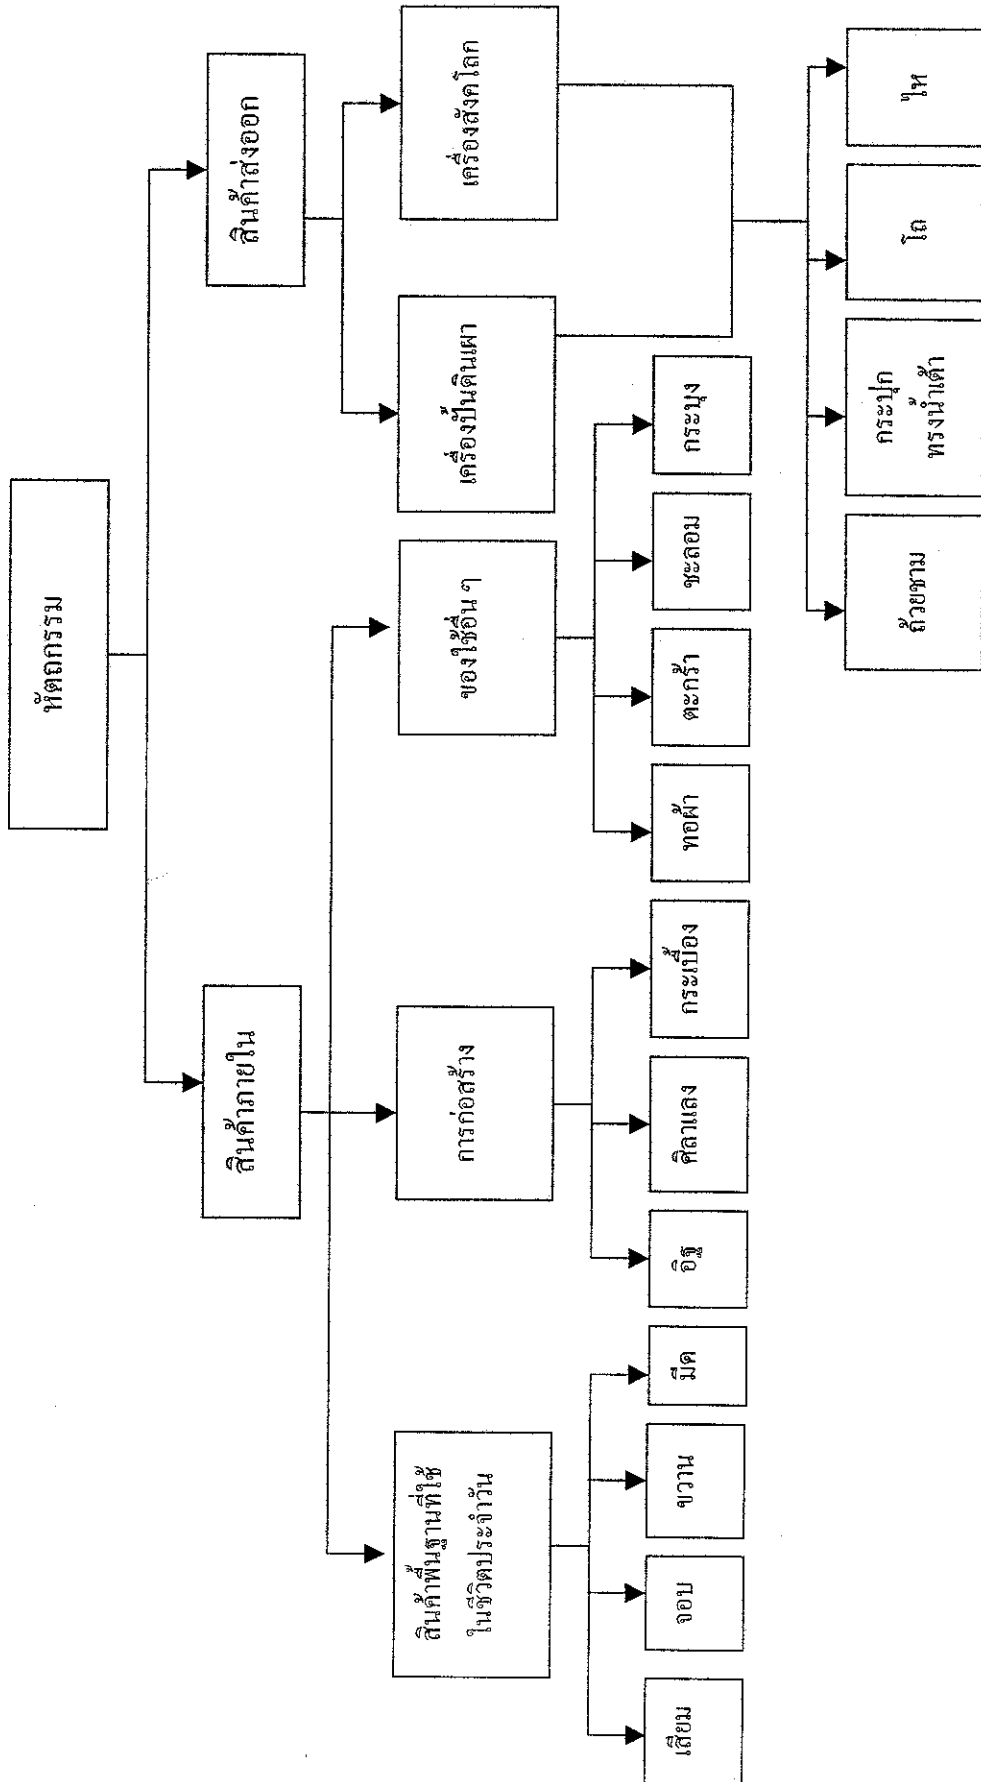 หัตถกรรม
สินค้าภายใน
สินค้าส่งออก
สินค้าพื้นฐานที่ใช้
ในชีวิตประจำวัน
การก่อสร้าง
ของใช้อื่น ๆ
เครื่องปั้นดินเผา
เครื่องสังคโลก
เสียม
จอบ
ขวาน
มีด
อิฐ
ศิลาแลง
กระเบื้อง
ทอผ้า
ตะกร้า
ชะลอม
กระบุง
ถ้วยชาม
กระปุก
ทรงน้ำเต้า
โถ
ไห